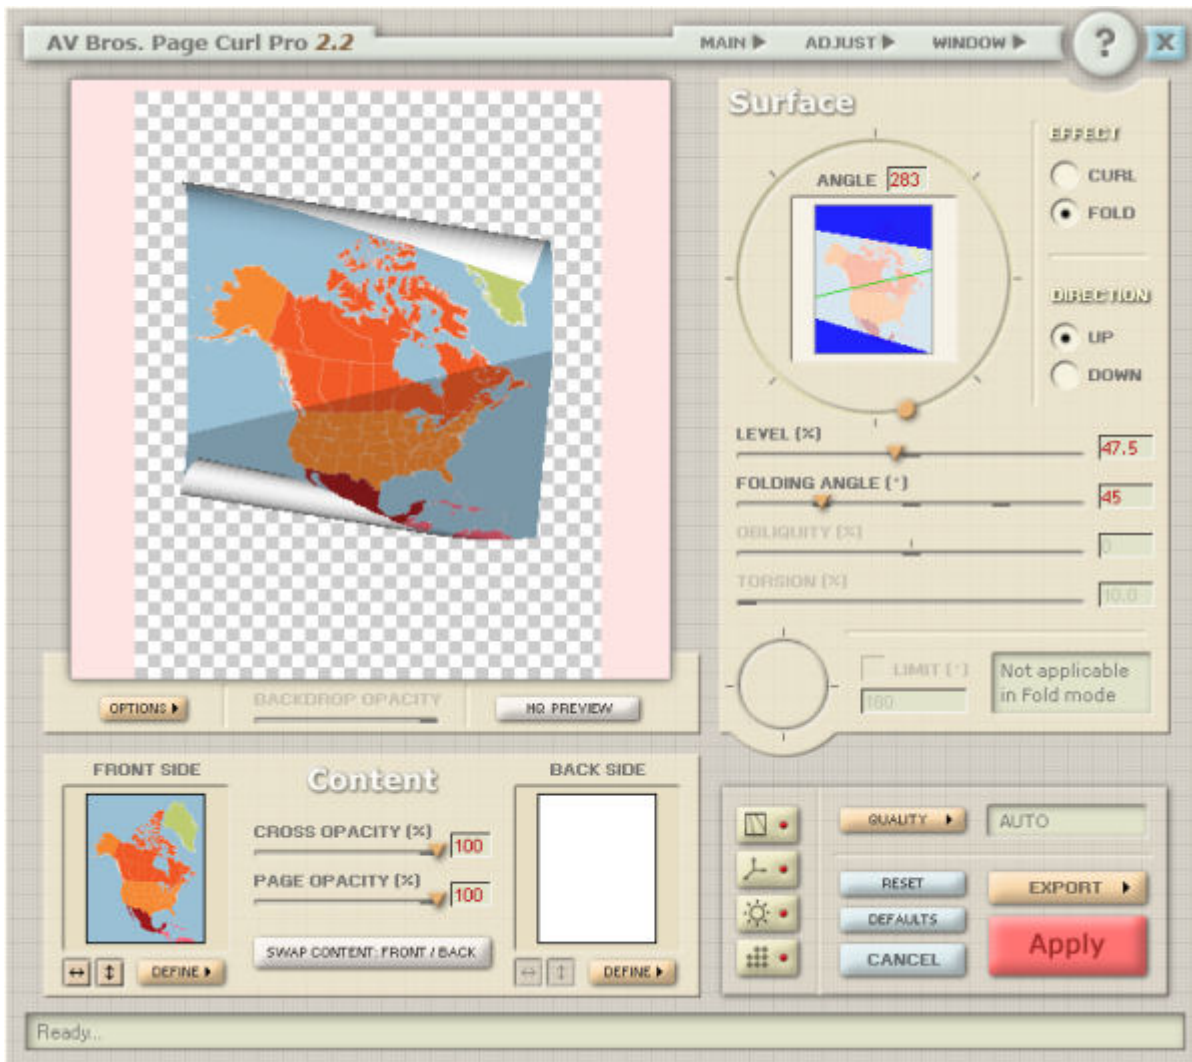 AV Bros. Page Curl Pro 2.2
MAIN
ADJUST
WINDOW
?
X
Surface
ANGLE 283
EFFECT
CURL
FOLD
DIRECTION
UP
DOWN
LEVEL (%)
47.5
FOLDING ANGLE (°)
45
OBLIQUITY (%)
0
TORSION (%)
10.0
LIMIT (°)
180
Not applicable
in Fold mode
OPTIONS
BACKDROP OPACITY
HQ PREVIEW
FRONT SIDE
Content
BACK SIDE
CROSS OPACITY (%)
100
PAGE OPACITY (%)
100
SWAP CONTENT: FRONT / BACK
DEFINE
DEFINE
QUALITY
AUTO
RESET
EXPORT
DEFAULTS
Apply
CANCEL
Ready...